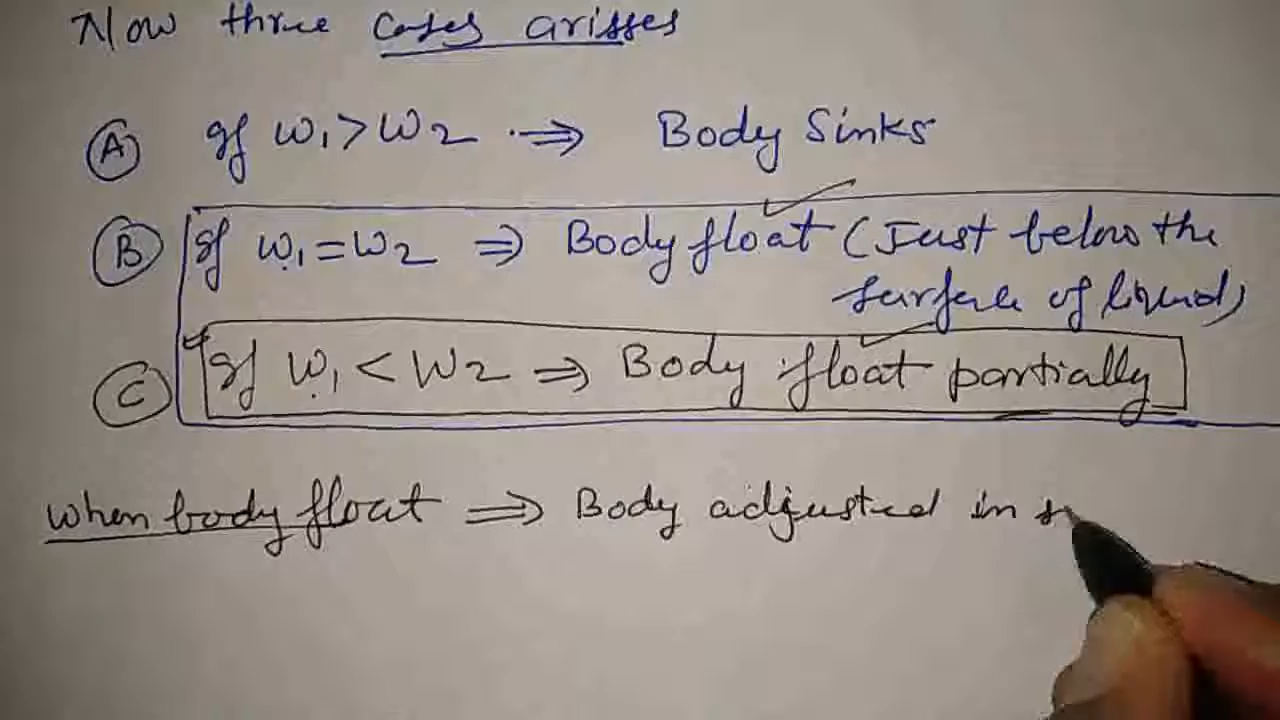 Now three cases arisses
(A) If W1 > W2 ⇒ Body Sinks
(B) If W1 = W2 ⇒ Body float (Just below the
surface of liquid)
(C) If W1 < W2 ⇒ Body float partially
When body float ⇒ Body adjusted in